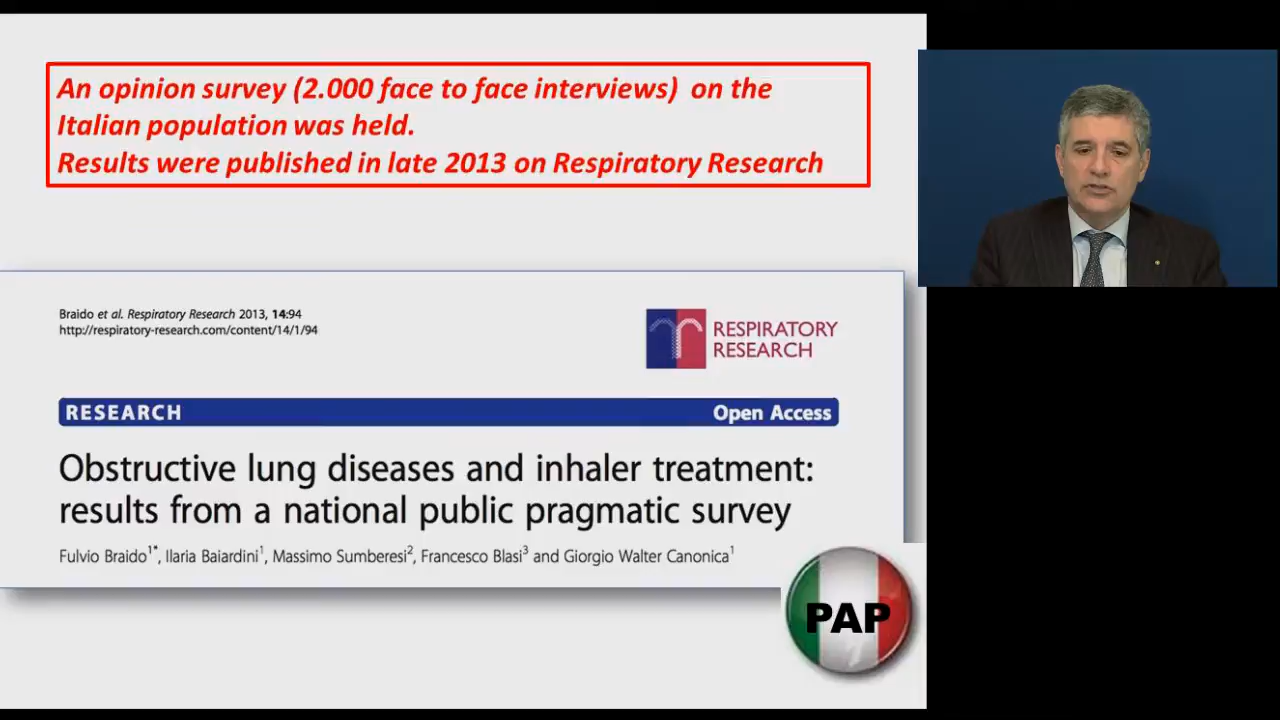 An opinion survey (2.000 face to face interviews) on the
Italian population was held.
Results were published in late 2013 on Respiratory Research
Braido et al. Respiratory Research 2013, 14:94
http://respiratory-research.com/content/14/1/94
RESPIRATORY
RESEARCH
RESEARCH Open Access
Obstructive lung diseases and inhaler treatment:
results from a national public pragmatic survey
Fulvio Braido1*, Ilaria Baiardini1, Massimo Sumberesi2, Francesco Blasi3 and Giorgio Walter Canonica1
PAP